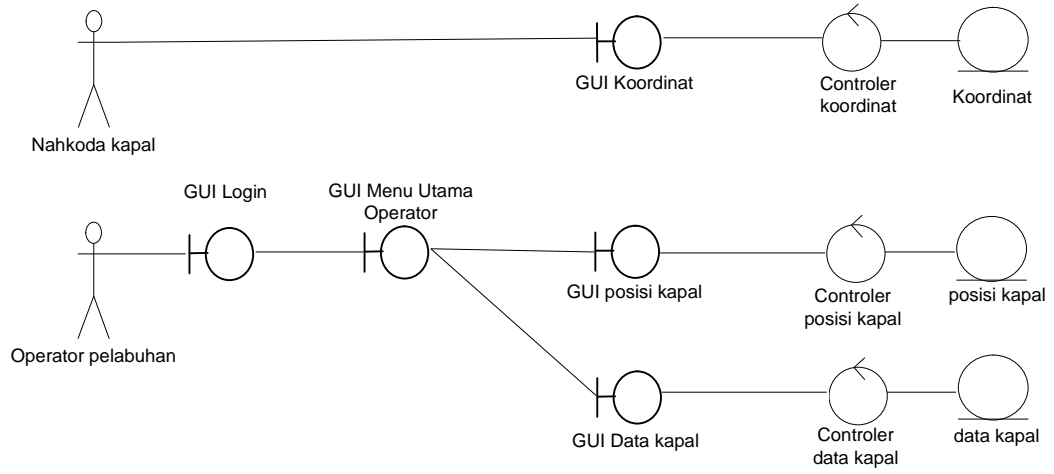 GUI Koordinat
Controler
koordinat
Koordinat
Nahkoda kapal
GUI Login
GUI Menu Utama
Operator
GUI posisi kapal
Controler
posisi kapal
posisi kapal
Operator pelabuhan
GUI Data kapal
Controler
data kapal
data kapal